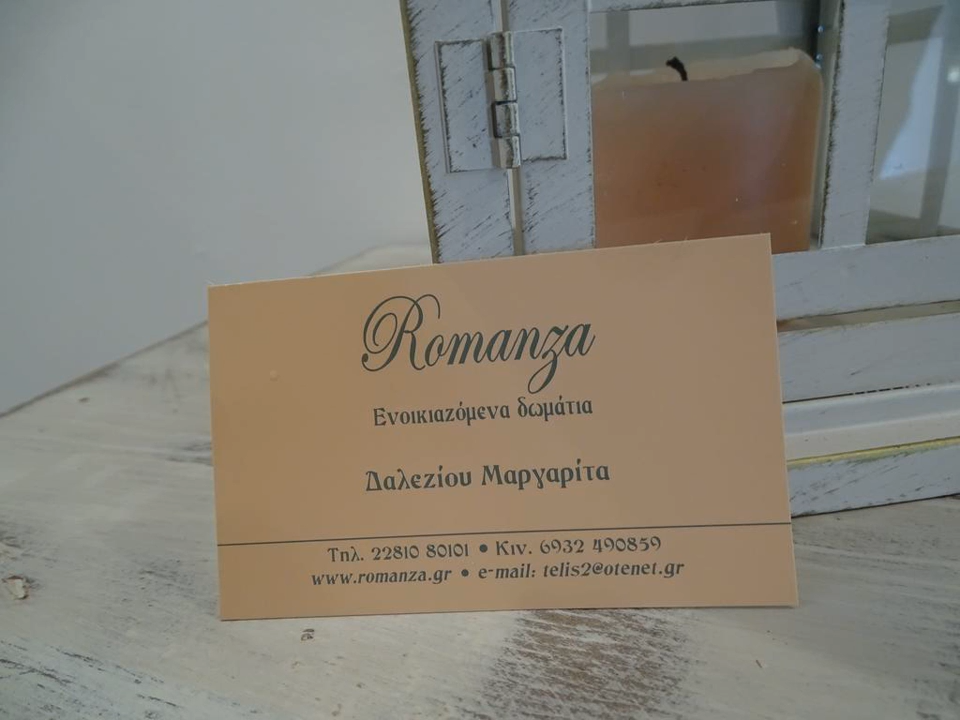 Romanza
Ενοικιαζόμενα δωμάτια
Δαλεζίου Μαργαρίτα
Τηλ. 22810 80101 • Κιν. 6932 490859
www.romanza.gr • e-mail: telis2@otenet.gr